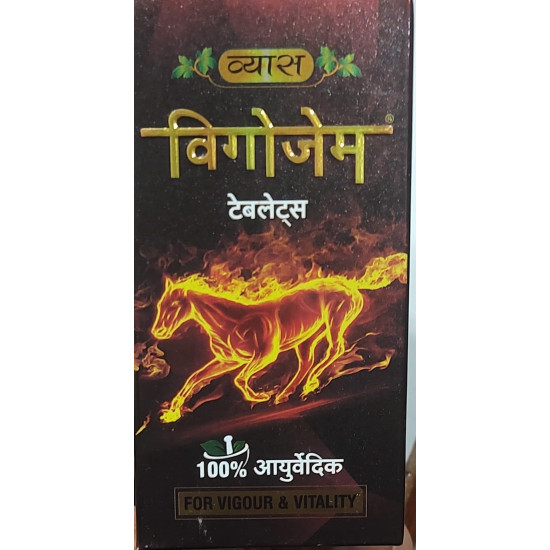 व्यास
विगोजेम®
टेबलेट्स
100% आयुर्वेदिक
FOR VIGOUR & VITALITY